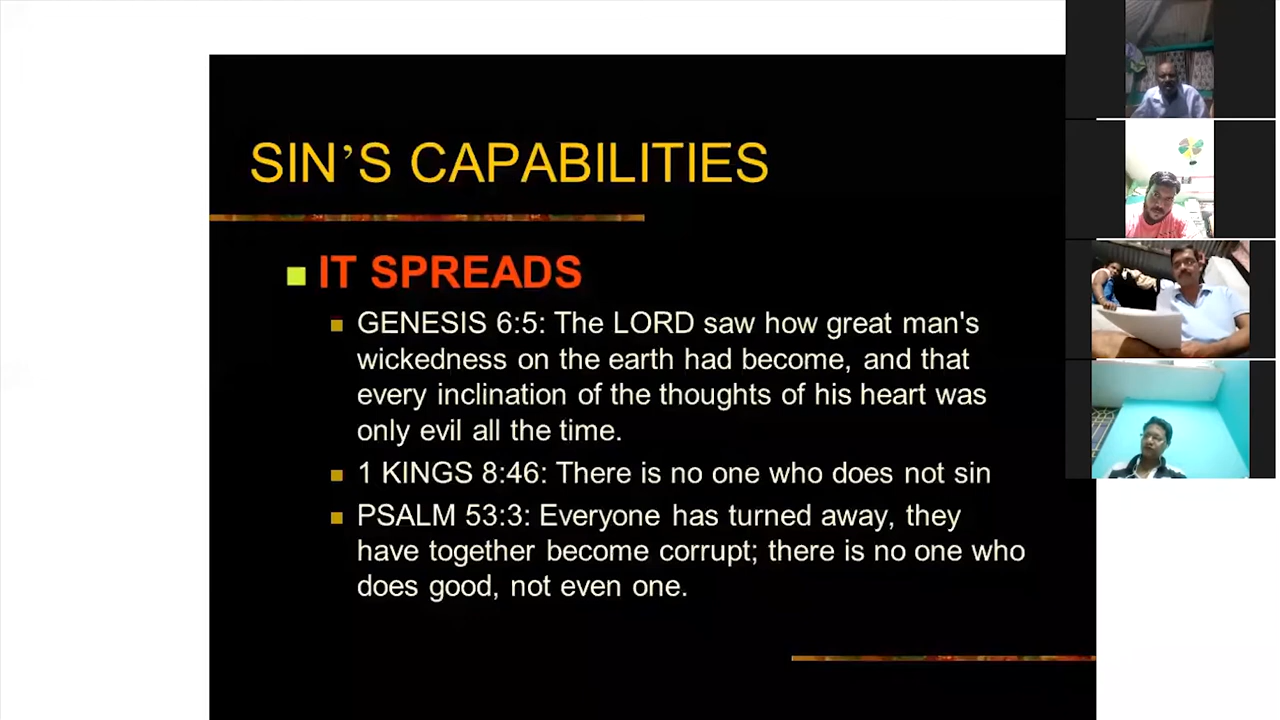 SIN’S CAPABILITIES
IT SPREADS
GENESIS 6:5: The LORD saw how great man's
wickedness on the earth had become, and that
every inclination of the thoughts of his heart was
only evil all the time.
1 KINGS 8:46: There is no one who does not sin
PSALM 53:3: Everyone has turned away, they
have together become corrupt; there is no one who
does good, not even one.